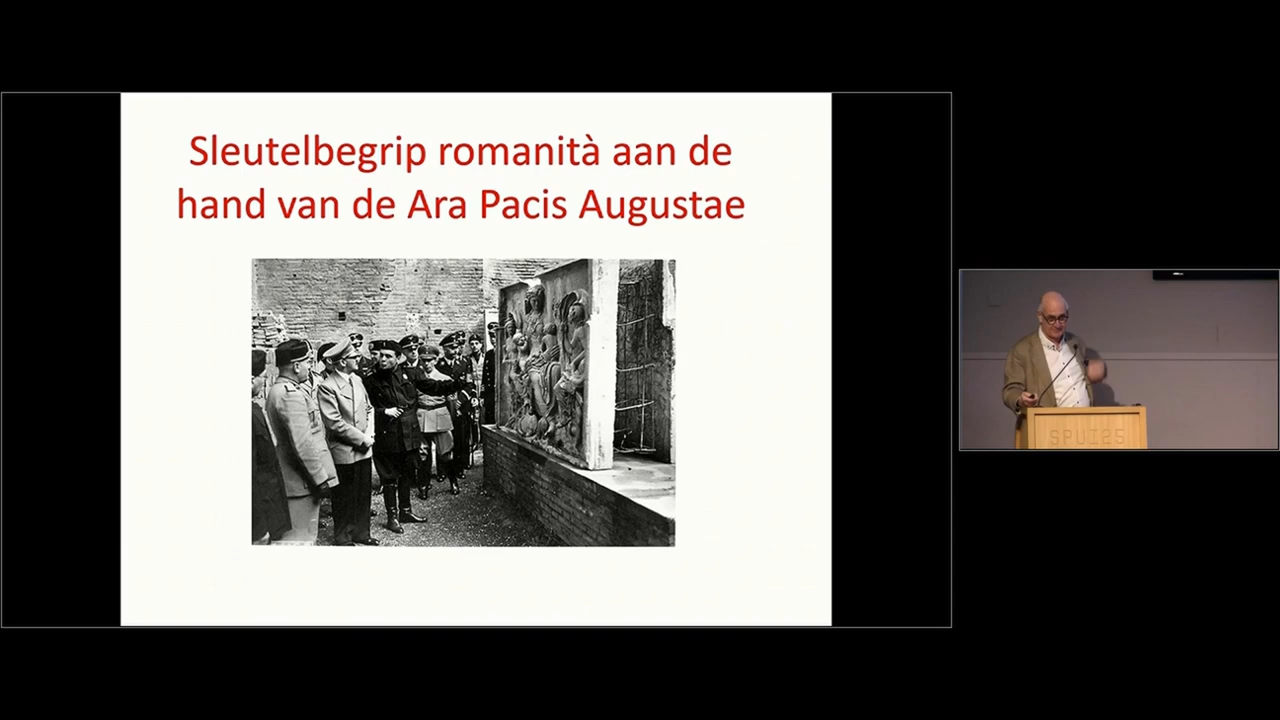 Sleutelbegrip romanità aan de
hand van de Ara Pacis Augustae
SPUI25